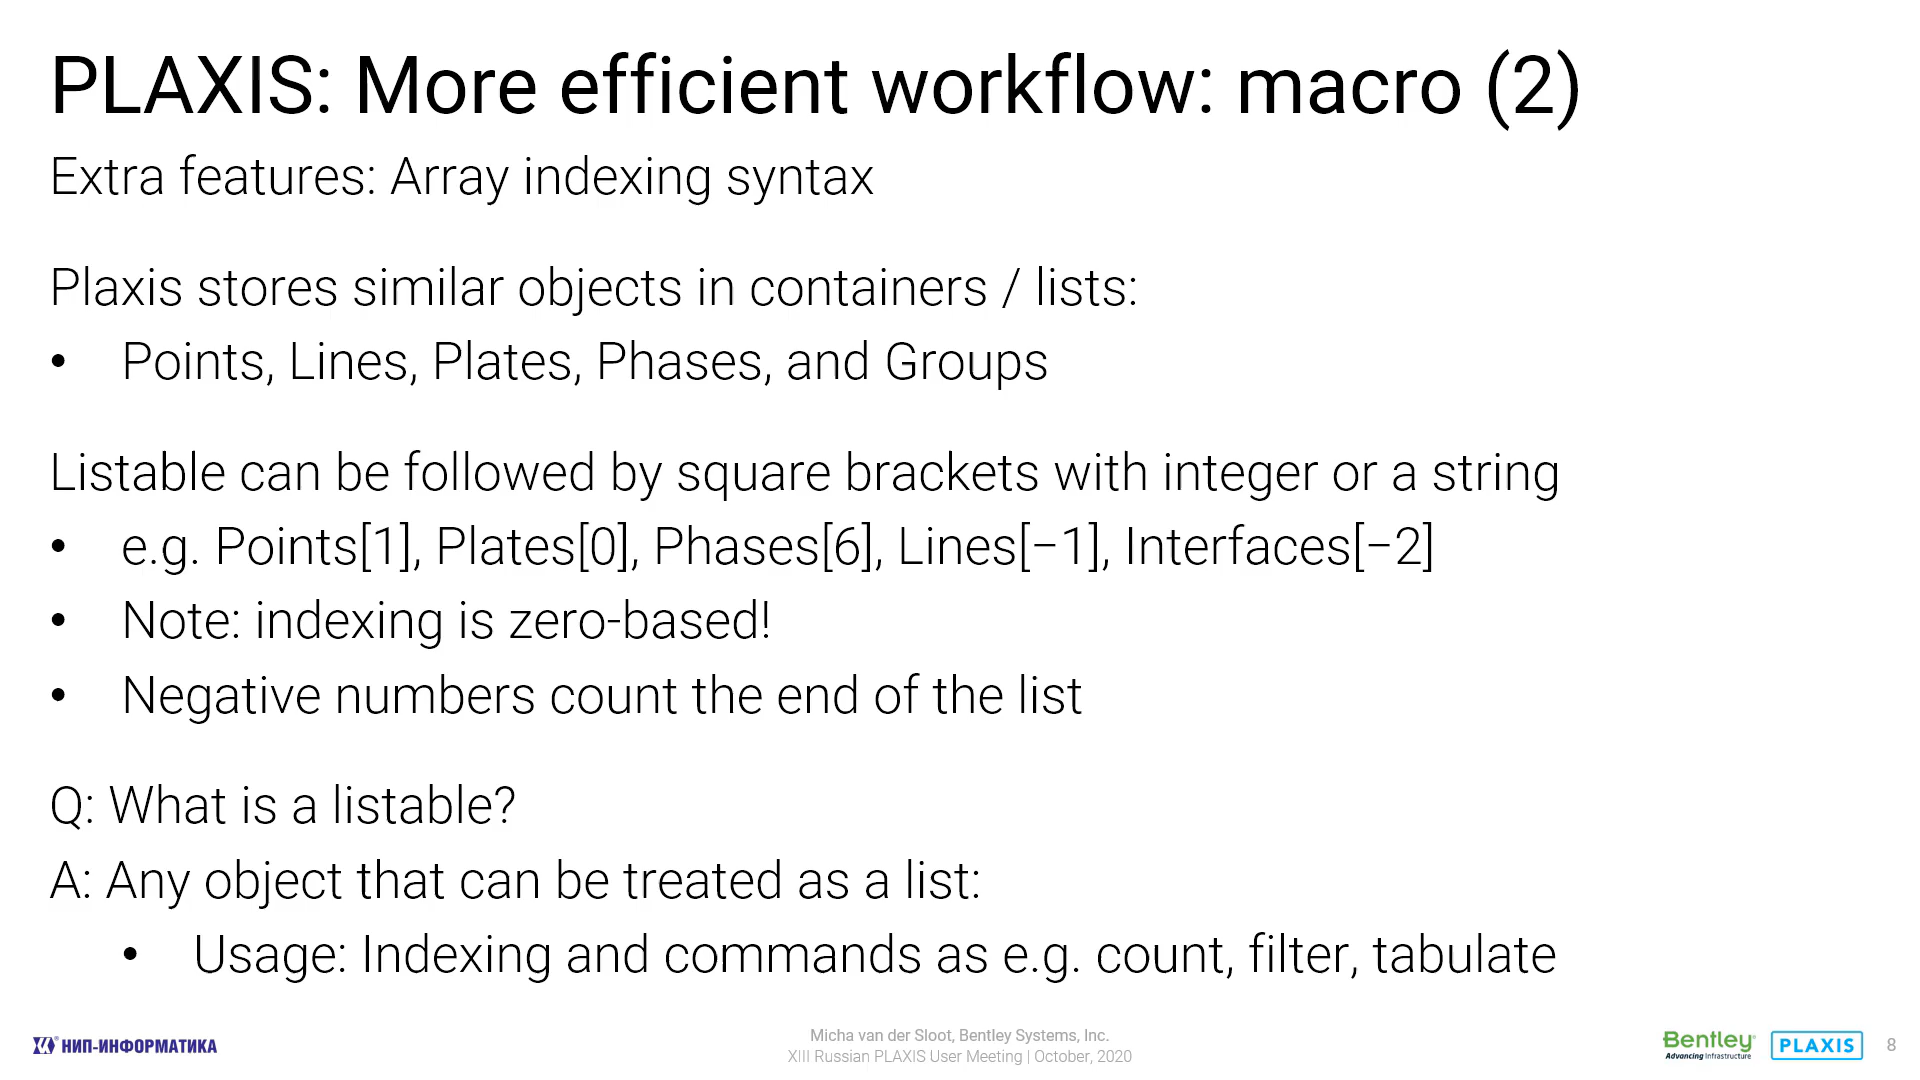 PLAXIS: More efficient workflow: macro (2)
Extra features: Array indexing syntax
Plaxis stores similar objects in containers / lists:
• Points, Lines, Plates, Phases, and Groups
Listable can be followed by square brackets with integer or a string
• e.g. Points[1], Plates[0], Phases[6], Lines[−1], Interfaces[−2]
• Note: indexing is zero-based!
• Negative numbers count the end of the list
Q: What is a listable?
A: Any object that can be treated as a list:
• Usage: Indexing and commands as e.g. count, filter, tabulate
НИП-ИНФОРМАТИКА
Micha van der Sloot, Bentley Systems, Inc.
XIII Russian PLAXIS User Meeting | October, 2020
Bentley®
Advancing Infrastructure
PLAXIS
8